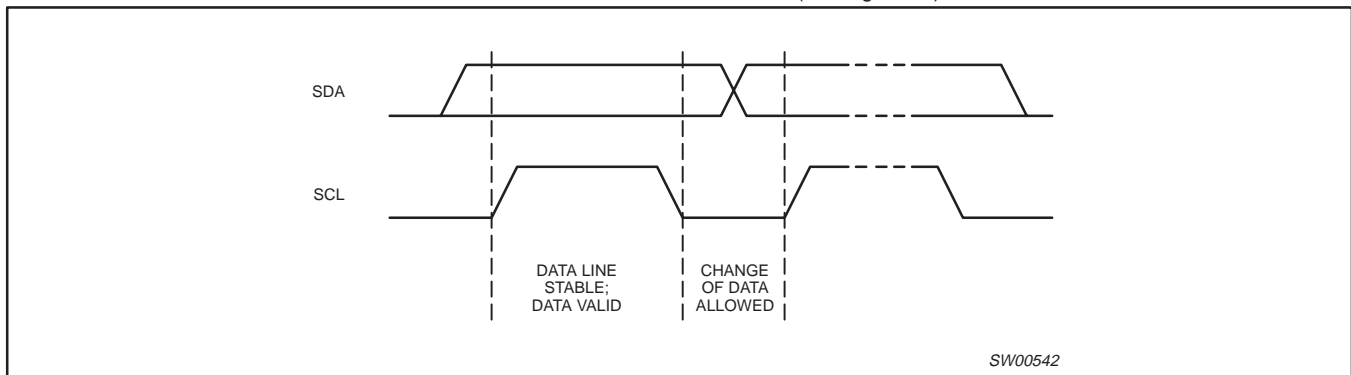 SDA
SCL
DATA LINE
STABLE;
DATA VALID
CHANGE
OF DATA
ALLOWED
SW00542